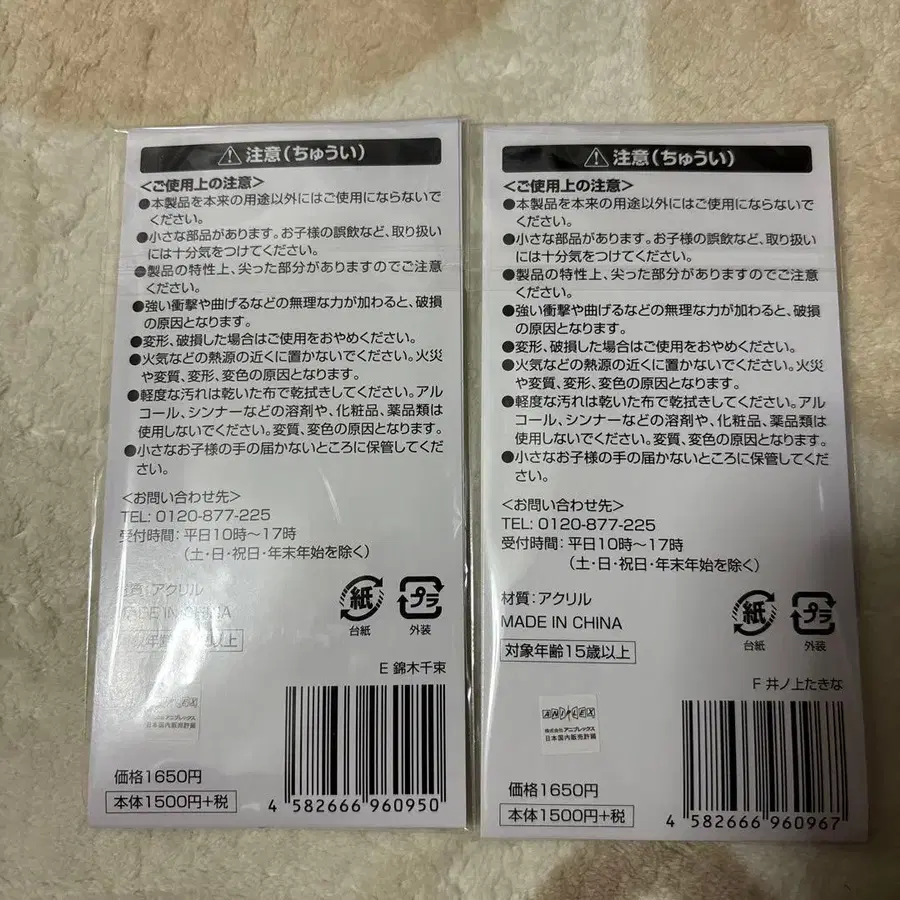 ⚠ 注意(ちゅうい)
<ご使用上の注意>
●本製品を本来の用途以外にはご使用にならないで
ください。
●小さな部品があります。お子様の誤飲など、取り扱い
には十分気をつけてください。
●製品の特性上、尖った部分がありますのでご注意
ください。
●強い衝撃や曲げるなどの無理な力が加わると、破損
の原因となります。
●変形、破損した場合はご使用をおやめください。
●火気などの熱源の近くに置かないでください。火災
や変質、変形、変色の原因となります。
●軽度な汚れは乾いた布で乾拭きしてください。アル
コール、シンナーなどの溶剤や、化粧品、薬品類は
使用しないでください。変質、変色の原因となります。
●小さなお子様の手の届かないところに保管してくだ
さい。
<お問い合わせ先>
TEL: 0120-877-225
受付時間: 平日10時~17時
(土・日・祝日・年末年始を除く)
質: アクリル
MADE IN CHINA
以上
紙
台紙
プラ
外装
E 錦木千束
株式会社アニプレックス
日本国内販売許諾
価格1650円
本体1500円+税
4 582666 960950
⚠ 注意(ちゅうい)
<ご使用上の注意>
●本製品を本来の用途以外にはご使用にならないで
ください。
●小さな部品があります。お子様の誤飲など、取り扱い
には十分気をつけてください。
●製品の特性上、尖った部分がありますのでご注意
ください。
●強い衝撃や曲げるなどの無理な力が加わると、破損
の原因となります。
●変形、破損した場合はご使用をおやめください。
●火気などの熱源の近くに置かないでください。火災
や変質、変形、変色の原因となります。
●軽度な汚れは乾いた布で乾拭きしてください。アル
コール、シンナーなどの溶剤や、化粧品、薬品類は
使用しないでください。変質、変色の原因となります。
●小さなお子様の手の届かないところに保管してくだ
さい。
<お問い合わせ先>
TEL: 0120-877-225
受付時間: 平日10時~17時
(土・日・祝日・年末年始を除く)
材質: アクリル
MADE IN CHINA
対象年齢15歳以上
紙
台紙
プラ
外装
F 井ノ上たきな
ANIPLEX
株式会社アニプレックス
日本国内販売許諾
価格1650円
本体1500円+税
4 582666 960967